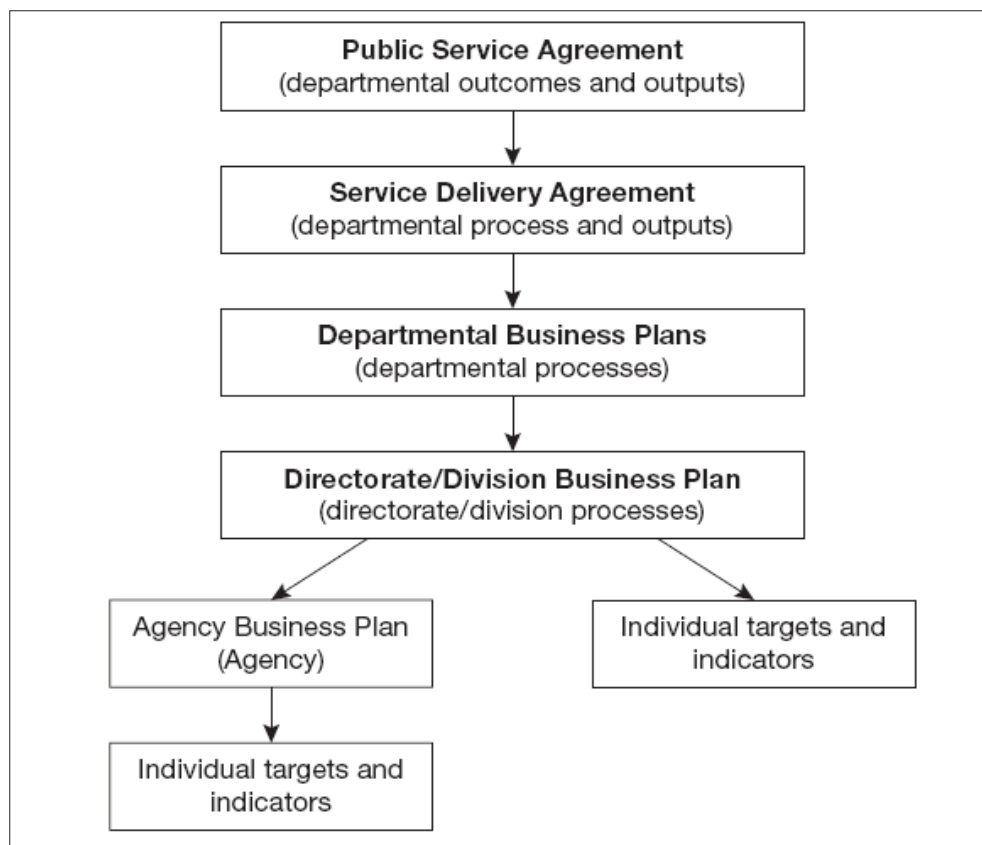 Public Service Agreement
(departmental outcomes and outputs)
Service Delivery Agreement
(departmental process and outputs)
Departmental Business Plans
(departmental processes)
Directorate/Division Business Plan
(directorate/division processes)
Agency Business Plan
(Agency)
Individual targets and
indicators
Individual targets and
indicators